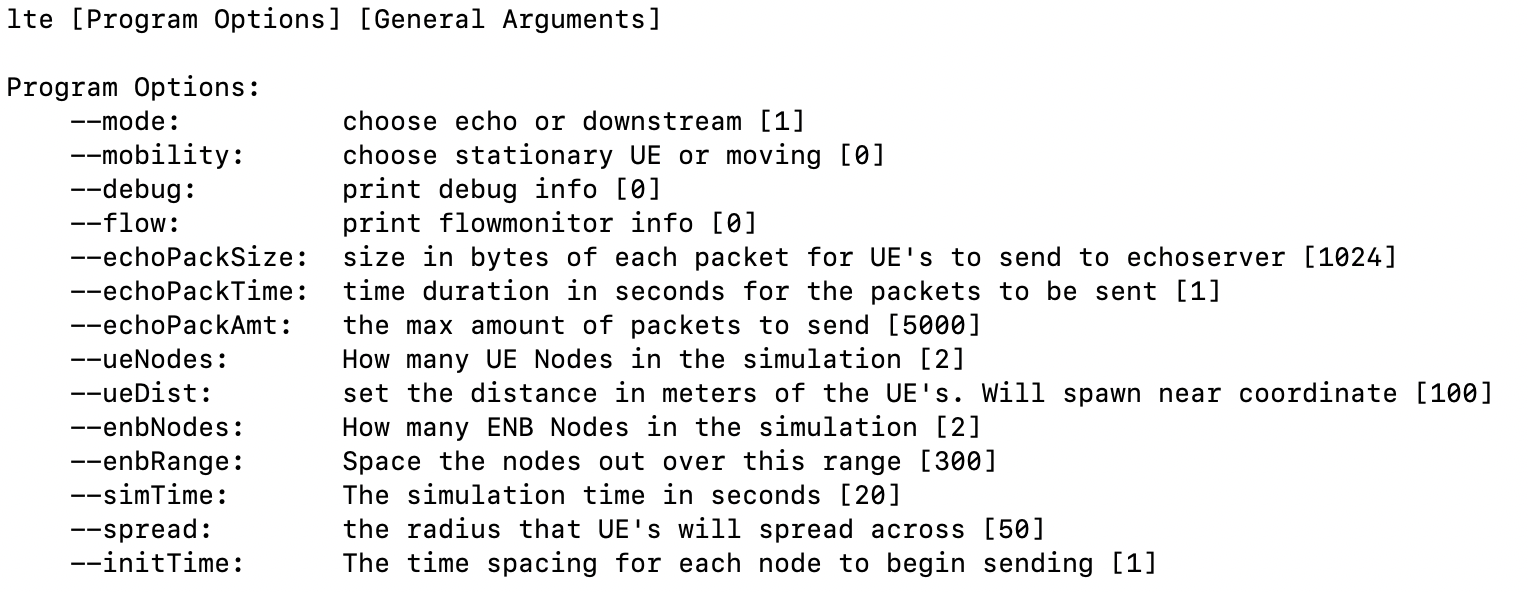 lte [Program Options] [General Arguments]

Program Options:
    --mode:          choose echo or downstream [1]
    --mobility:      choose stationary UE or moving [0]
    --debug:         print debug info [0]
    --flow:          print flowmonitor info [0]
    --echoPackSize:  size in bytes of each packet for UE's to send to echoserver [1024]
    --echoPackTime:  time duration in seconds for the packets to be sent [1]
    --echoPackAmt:   the max amount of packets to send [5000]
    --ueNodes:       How many UE Nodes in the simulation [2]
    --ueDist:        set the distance in meters of the UE's. Will spawn near coordinate [100]
    --enbNodes:      How many ENB Nodes in the simulation [2]
    --enbRange:      Space the nodes out over this range [300]
    --simTime:       The simulation time in seconds [20]
    --spread:        the radius that UE's will spread across [50]
    --initTime:      The time spacing for each node to begin sending [1]